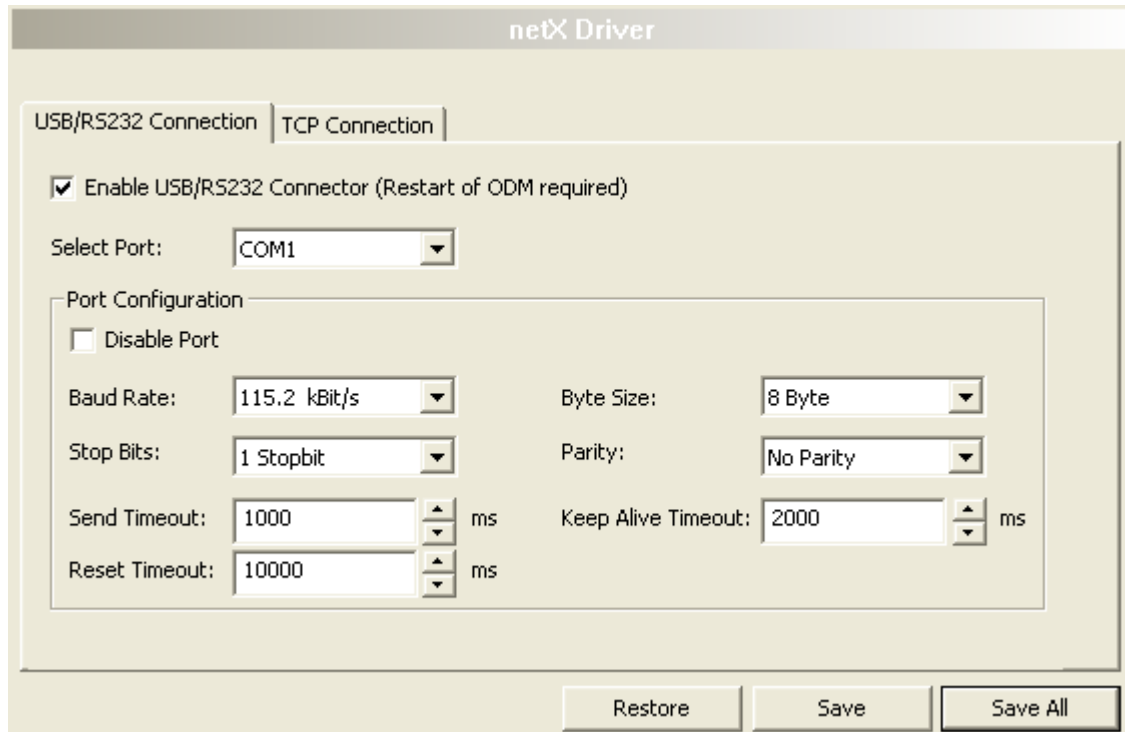 netX Driver
USB/RS232 Connection TCP Connection
Enable USB/RS232 Connector (Restart of ODM required)
Select Port: COM1
Port Configuration
Disable Port
Baud Rate: 115.2 kBit/s Byte Size: 8 Byte
Stop Bits: 1 Stopbit Parity: No Parity
Send Timeout: 1000 ms Keep Alive Timeout: 2000 ms
Reset Timeout: 10000 ms
Restore Save Save All